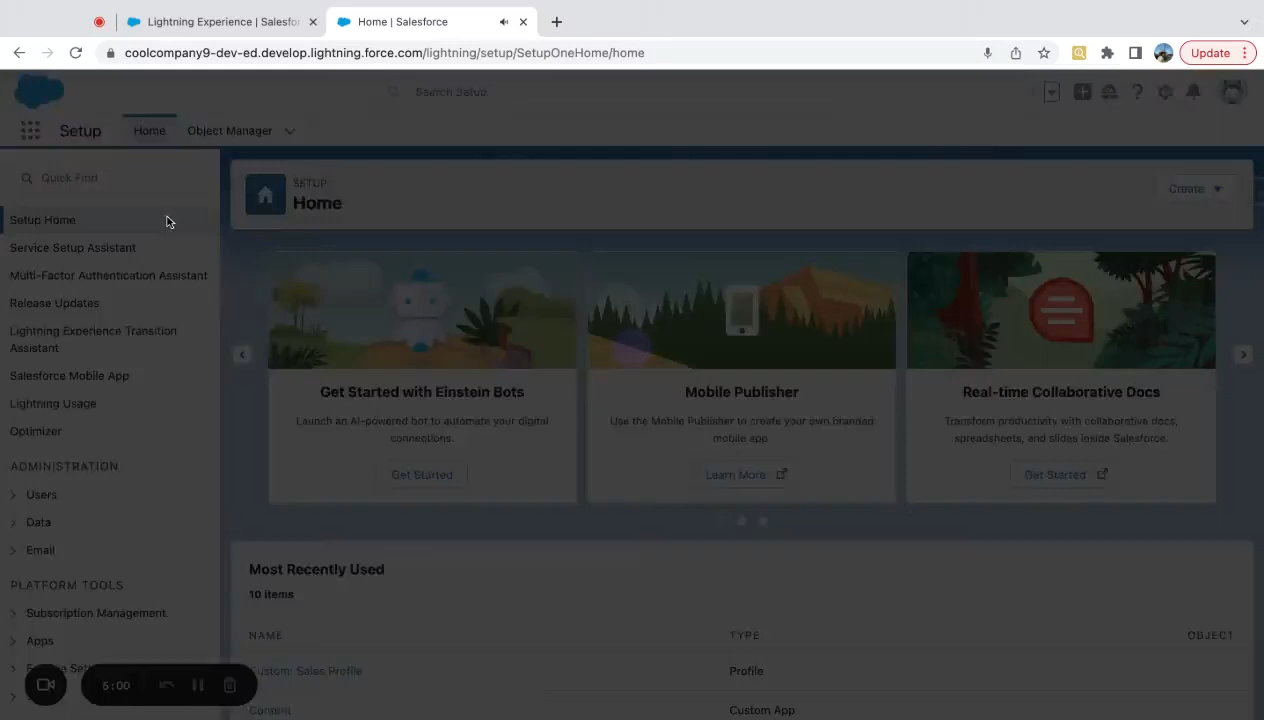 Lightning Experience | Salesfor
Home | Salesforce
coolcompany9-dev-ed.develop.lightning.force.com/lightning/setup/SetupOneHome/home
Update
Search Setup
Setup
Home
Object Manager
Quick Find
Setup Home
Service Setup Assistant
Multi-Factor Authentication Assistant
Release Updates
Lightning Experience Transition
Assistant
Salesforce Mobile App
Lightning Usage
Optimizer
ADMINISTRATION
Users
Data
Email
PLATFORM TOOLS
Subscription Management
Apps
5:00
SETUP
Home
Create
Get Started with Einstein Bots
Launch an AI-powered bot to automate your digital
connections.
Get Started
Mobile Publisher
Use the Mobile Publisher to create your own branded
mobile app
Learn More
Real-time Collaborative Docs
Transform productivity with collaborative docs,
spreadsheets, and slides inside Salesforce.
Get Started
Most Recently Used
10 items
NAME
TYPE
OBJECT
Custom: Sales Profile
Profile
Content
Custom App